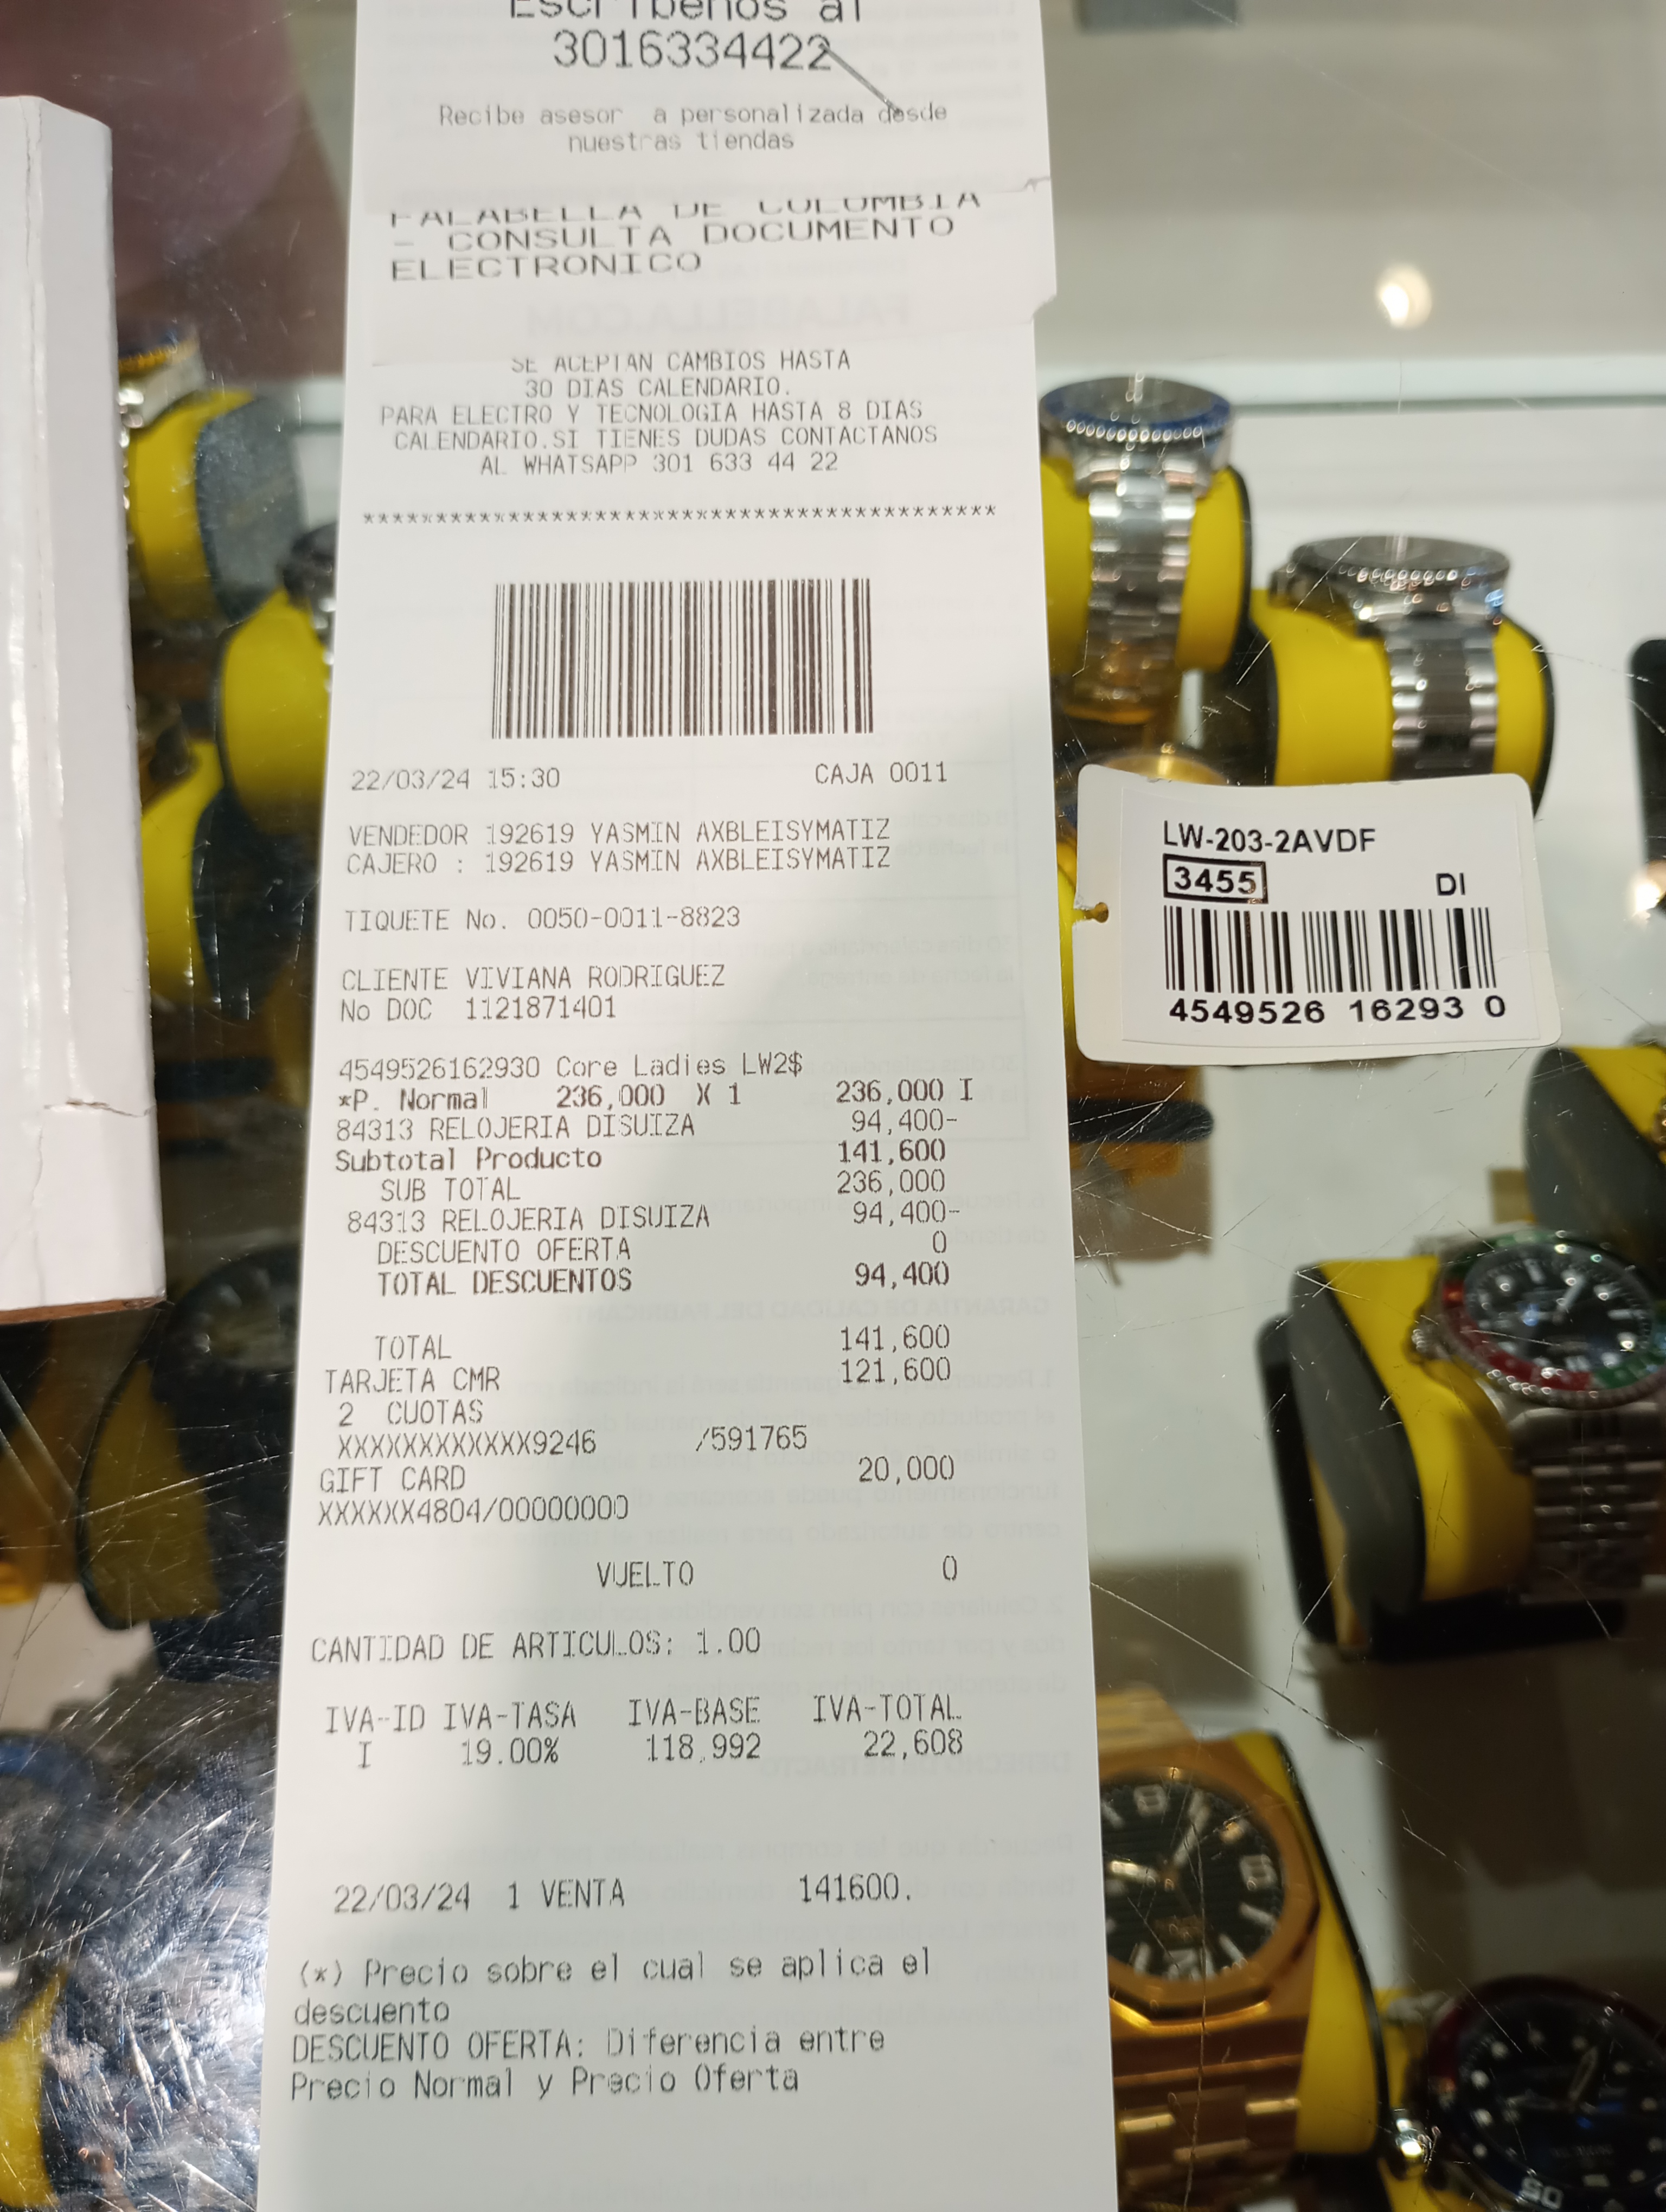 Escríbenos al
3016334422
Recibe asesor a personalizada desde
nuestras tiendas
FALABELLA DE COLOMBIA
- CONSULTA DOCUMENTO
ELECTRONICO
SE ACEPTAN CAMBIOS HASTA
30 DIAS CALENDARIO.
PARA ELECTRO Y TECNOLOGIA HASTA 8 DIAS
CALENDARIO.SI TIENES DUDAS CONTACTANOS
AL WHATSAPP 301 633 44 22
********************************************
22/03/24 15:30 CAJA 0011
VENDEDOR 192619 YASMIN AXBLEISYMATIZ
CAJERO : 192619 YASMIN AXBLEISYMATIZ
TIQUETE No. 0050-0011-8823
CLIENTE VIVIANA RODRIGUEZ
No DOC 1121871401
4549526162930 Core Ladies LW2$
*P. Normal 236,000 X 1 236,000 I
84313 RELOJERIA DISUIZA 94,400-
Subtotal Producto 141,600
SUB TOTAL 236,000
84313 RELOJERIA DISUIZA 94,400-
DESCUENTO OFERTA 0
TOTAL DESCUENTOS 94,400
TOTAL 141,600
TARJETA CMR 121,600
2 CUOTAS
XXXXXXXXXXXX9246 /591765
GIFT CARD 20,000
XXXXXX4804/00000000
VUELTO 0
CANTIDAD DE ARTICULOS: 1.00
IVA-ID IVA-TASA IVA-BASE IVA-TOTAL
I 19.00% 118,992 22,608
22/03/24 1 VENTA 141600.
(*) Precio sobre el cual se aplica el
descuento
DESCUENTO OFERTA: Diferencia entre
Precio Normal y Precio Oferta
LW-203-2AVDF
3455 DI
4549526 16293 0